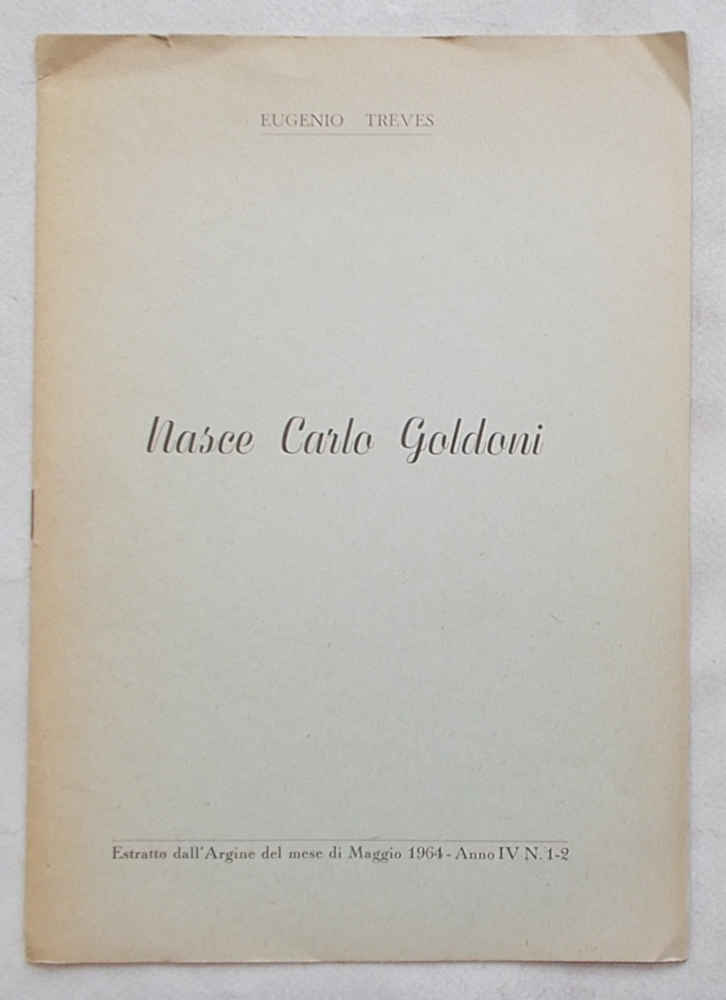 EUGENIO TREVES
Nasce Carlo Goldoni
Estratto dall'Argine del mese di Maggio 1964 - Anno IV N. 1-2